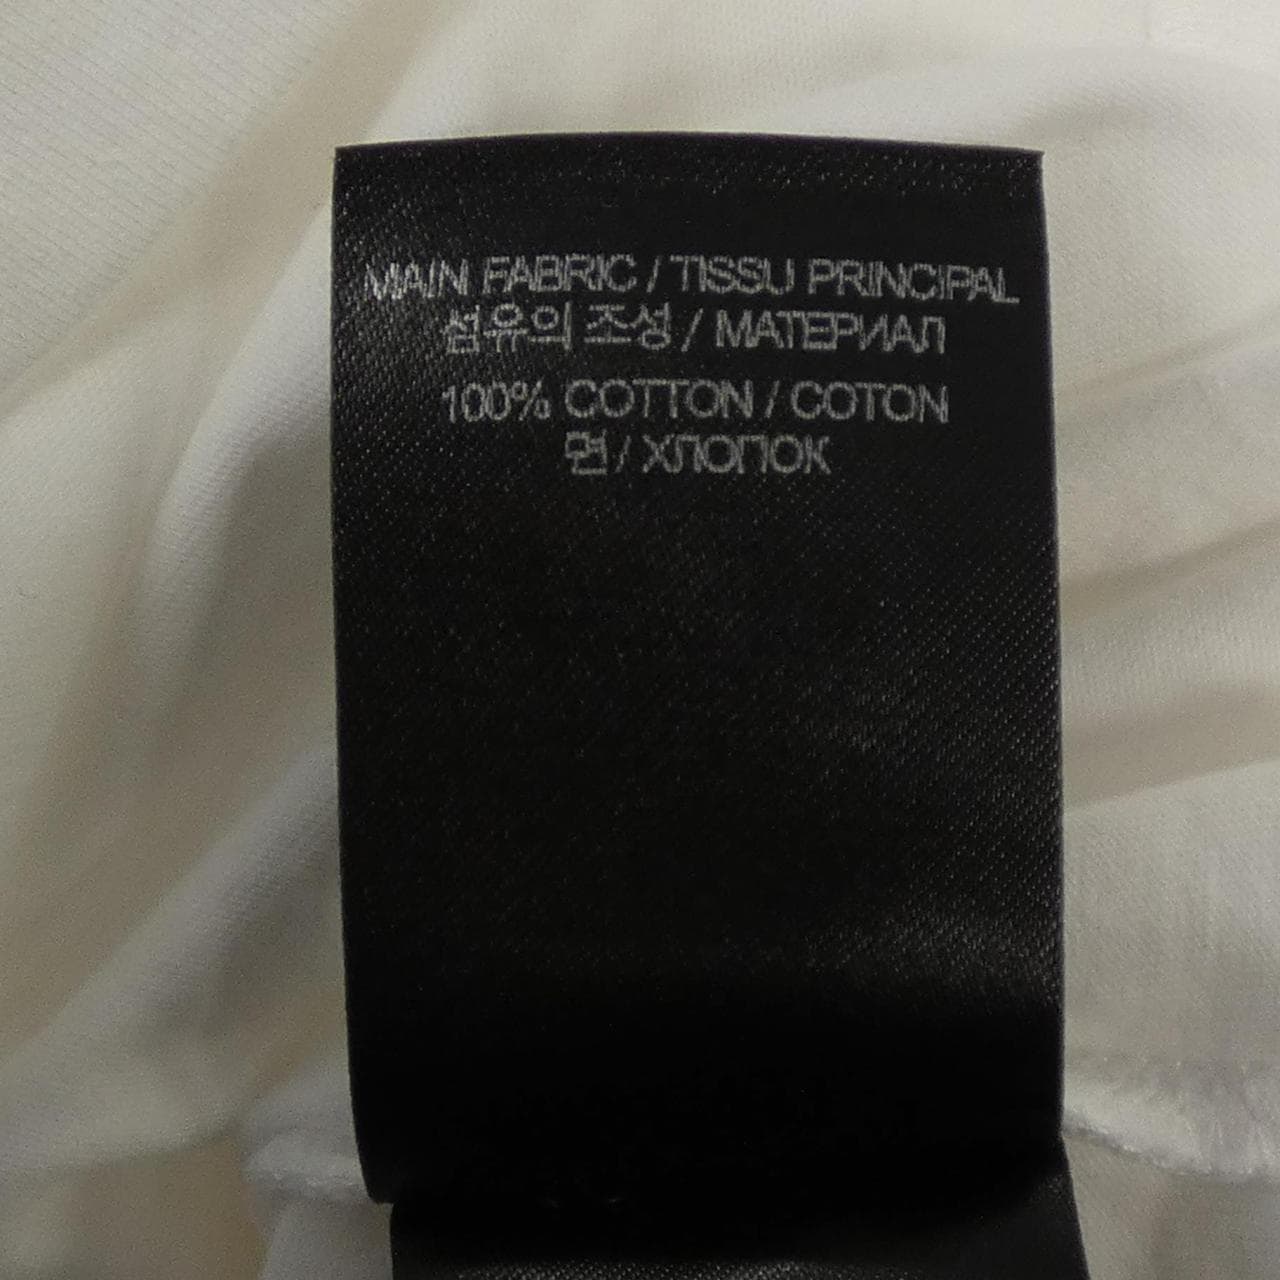 MAIN FABRIC / TISSU PRINCIPAL
섬유의 조성 / МАТЕРИАЛ
100% COTTON / COTON
면 / ХЛОПОК